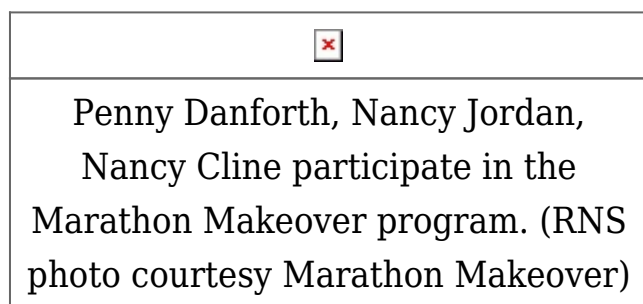 Penny Danforth, Nancy Jordan,
Nancy Cline participate in the
Marathon Makeover program. (RNS
photo courtesy Marathon Makeover)